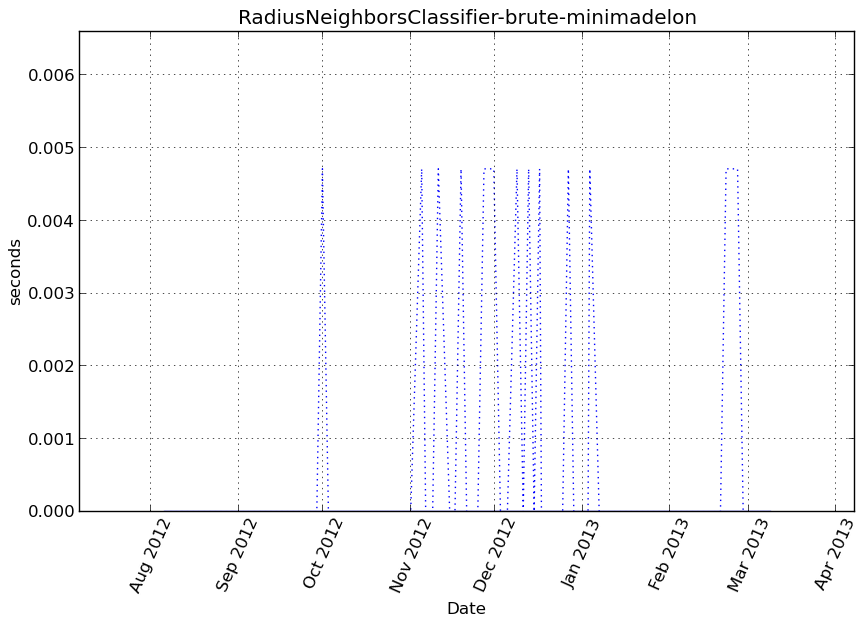 RadiusNeighborsClassifier-brute-minimadelon
0.006
0.005
0.004
0.003
0.002
0.001
0.000
seconds
Aug 2012
Sep 2012
Oct 2012
Nov 2012
Dec 2012
Jan 2013
Feb 2013
Mar 2013
Apr 2013
Date